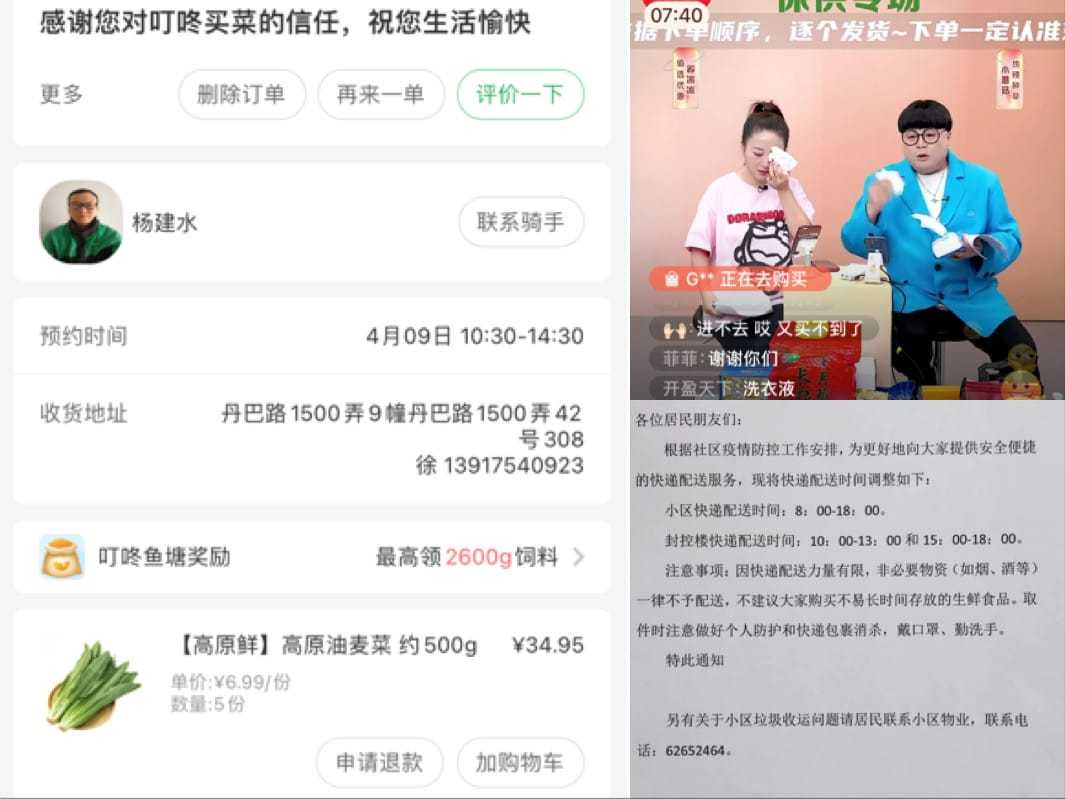 感谢您对叮咚买菜的信任，祝您生活愉快
更多
删除订单
再来一单
评价一下
杨建水
联系骑手
预约时间
4月09日 10:30-14:30
收货地址
丹巴路1500弄9幢丹巴路1500弄42
号308
徐 13917540923
叮咚鱼塘奖励
最高领2600g饲料
【高原鲜】高原油麦菜 约500g
¥34.95
单价:¥6.99/份
数量:5份
申请退款
加购物车
保供专场
07:40
据下单顺序，逐个发货~下单一定认准
DORAEMON
G** 正在去购买
进不去 哎 又买不到了
菲菲：谢谢你们
开盈天下：洗衣液
各位居民朋友们：
根据社区疫情防控工作安排，为更好地向大家提供安全便捷
的快递配送服务，现将快递配送时间调整如下：
小区快递配送时间：8：00-18：00。
封控楼快递配送时间：10：00-13：00 和 15：00-18：00。
注意事项：因快递配送力量有限，非必要物资（如烟、酒等）
一律不予配送，不建议大家购买不易长时间存放的生鲜食品。取
件时注意做好个人防护和快递包裹消杀，戴口罩、勤洗手。
特此通知
另有关于小区垃圾收运问题请居民联系小区物业，联系电
话：62652464。